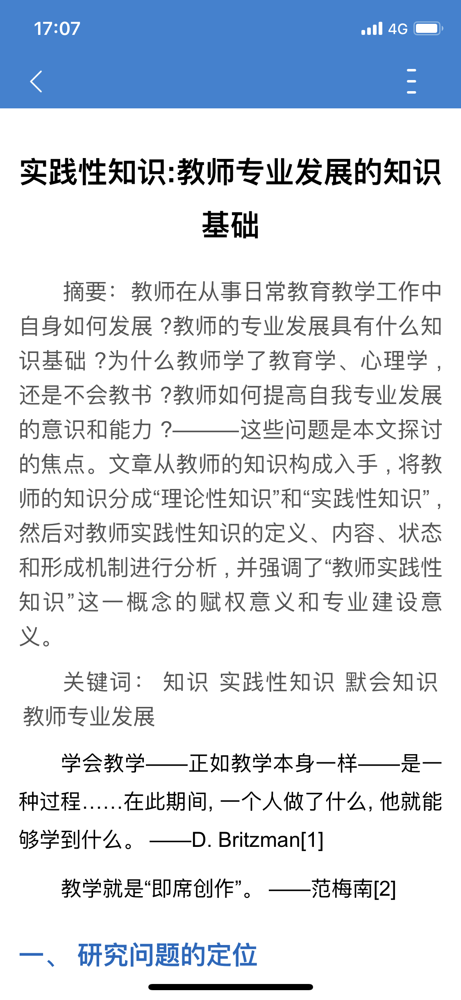 17:07
4G
实践性知识:教师专业发展的知识
基础
摘要： 教师在从事日常教育教学工作中
自身如何发展 ?教师的专业发展具有什么知
识基础 ?为什么教师学了教育学、心理学 ,
还是不会教书 ?教师如何提高自我专业发展
的意识和能力 ?———这些问题是本文探讨
的焦点。文章从教师的知识构成入手 , 将教
师的知识分成“理论性知识”和“实践性知识” ,
然后对教师实践性知识的定义、内容、状态
和形成机制进行分析 , 并强调了“教师实践性
知识”这一概念的赋权意义和专业建设意
义。
关键词： 知识 实践性知识 默会知识
教师专业发展
学会教学——正如教学本身一样——是一
种过程……在此期间, 一个人做了什么, 他就能
够学到什么。 ——D. Britzman[1]
教学就是“即席创作”。 ——范梅南[2]
一、 研究问题的定位